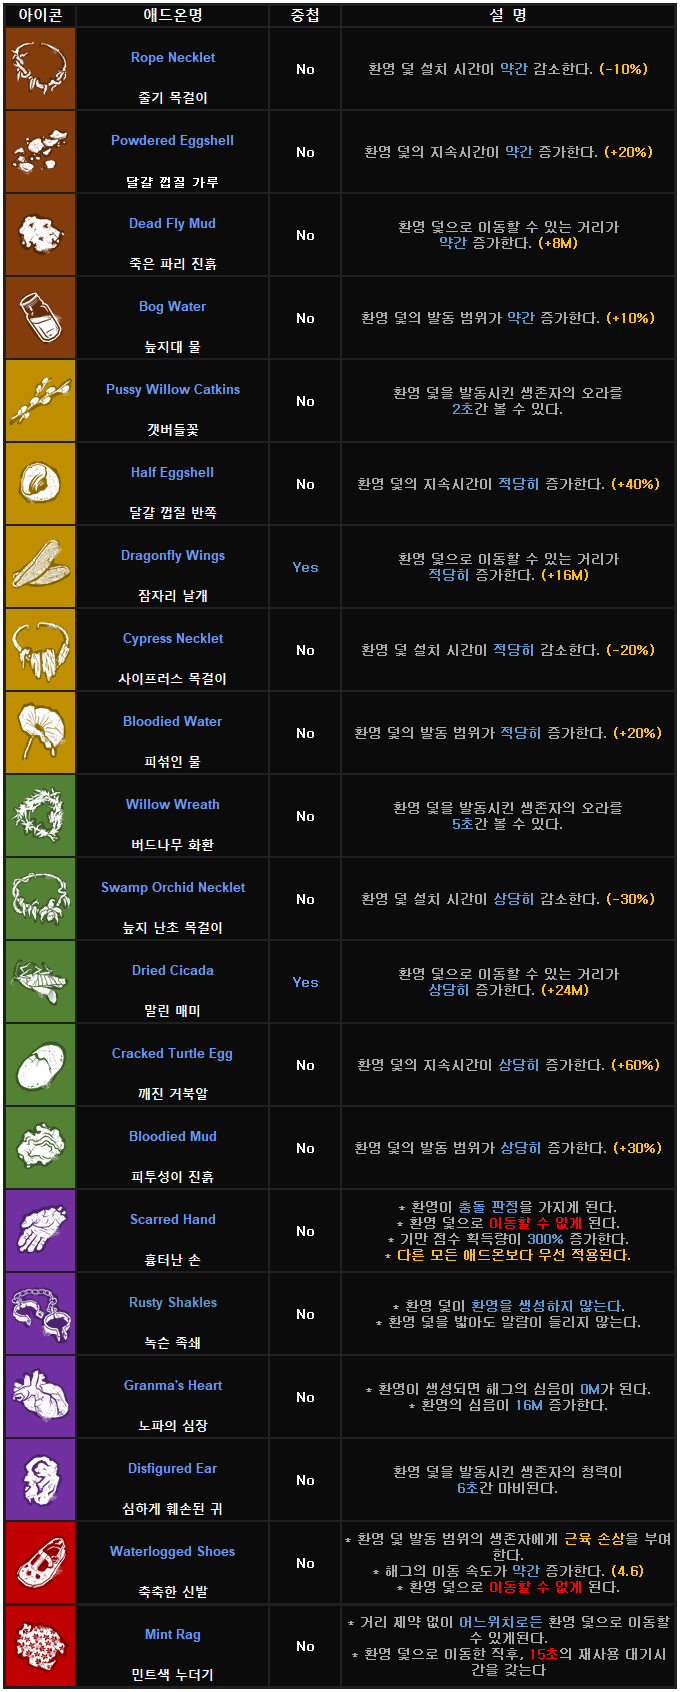 아이콘 애드온명 중첩 설 명
Rope Necklet
줄기 목걸이
No
환영 덫 설치 시간이 약간 감소한다. (-10%)
Powdered Eggshell
달걀 껍질 가루
No
환영 덫의 지속시간이 약간 증가한다. (+20%)
Dead Fly Mud
죽은 파리 진흙
No
환영 덫으로 이동할 수 있는 거리가
약간 증가한다. (+8M)
Bog Water
늪지대 물
No
환영 덫의 발동 범위가 약간 증가한다. (+10%)
Pussy Willow Catkins
갯버들꽃
No
환영 덫을 발동시킨 생존자의 오라를
2초간 볼 수 있다.
Half Eggshell
달걀 껍질 반쪽
No
환영 덫의 지속시간이 적당히 증가한다. (+40%)
Dragonfly Wings
잠자리 날개
Yes
환영 덫으로 이동할 수 있는 거리가
적당히 증가한다. (+16M)
Cypress Necklet
사이프러스 목걸이
No
환영 덫 설치 시간이 적당히 감소한다. (-20%)
Bloodied Water
피섞인 물
No
환영 덫의 발동 범위가 적당히 증가한다. (+20%)
Willow Wreath
버드나무 화환
No
환영 덫을 발동시킨 생존자의 오라를
5초간 볼 수 있다.
Swamp Orchid Necklet
늪지 난초 목걸이
No
환영 덫 설치 시간이 상당히 감소한다. (-30%)
Dried Cicada
말린 매미
Yes
환영 덫으로 이동할 수 있는 거리가
상당히 증가한다. (+24M)
Cracked Turtle Egg
깨진 거북알
No
환영 덫의 지속시간이 상당히 증가한다. (+60%)
Bloodied Mud
피투성이 진흙
No
환영 덫의 발동 범위가 상당히 증가한다. (+30%)
Scarred Hand
흉터난 손
No
* 환영이 충돌 판정을 가지게 된다.
* 환영 덫으로 이동할 수 없게 된다.
* 기만 점수 획득량이 300% 증가한다.
* 다른 모든 애드온보다 우선 적용된다.
Rusty Shakles
녹슨 족쇄
No
* 환영 덫이 환영을 생성하지 않는다.
* 환영 덫을 밟아도 알람이 들리지 않는다.
Granma's Heart
노파의 심장
No
* 환영이 생성되면 해그의 심음이 0M가 된다.
* 환영의 심음이 16M 증가한다.
Disfigured Ear
심하게 훼손된 귀
No
환영 덫을 발동시킨 생존자의 청력이
6초간 마비된다.
Waterlogged Shoes
축축한 신발
No
* 환영 덫 발동 범위의 생존자에게 근육 손상을 부여
한다.
* 해그의 이동 속도가 약간 증가한다. (4.6)
* 환영 덫으로 이동할 수 없게 된다.
Mint Rag
민트색 누더기
No
* 거리 제약 없이 어느위치로든 환영 덫으로 이동할
수 있게된다.
* 환영 덫으로 이동한 직후, 15초의 재사용 대기시
간을 갖는다